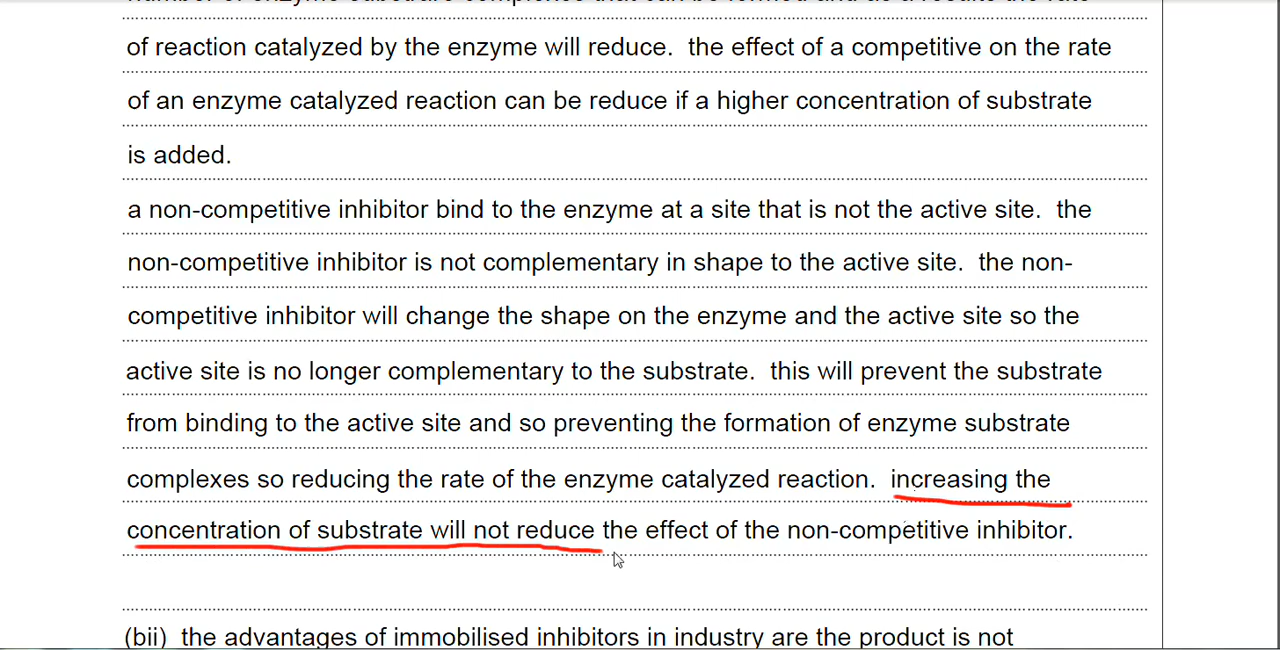 of reaction catalyzed by the enzyme will reduce.  the effect of a competitive on the rate
of an enzyme catalyzed reaction can be reduce if a higher concentration of substrate
is added.
a non-competitive inhibitor bind to the enzyme at a site that is not the active site.  the
non-competitive inhibitor is not complementary in shape to the active site.  the non-
competitive inhibitor will change the shape on the enzyme and the active site so the
active site is no longer complementary to the substrate.  this will prevent the substrate
from binding to the active site and so preventing the formation of enzyme substrate
complexes so reducing the rate of the enzyme catalyzed reaction.  increasing the
concentration of substrate will not reduce the effect of the non-competitive inhibitor.
(bii)  the advantages of immobilised inhibitors in industry are the product is not